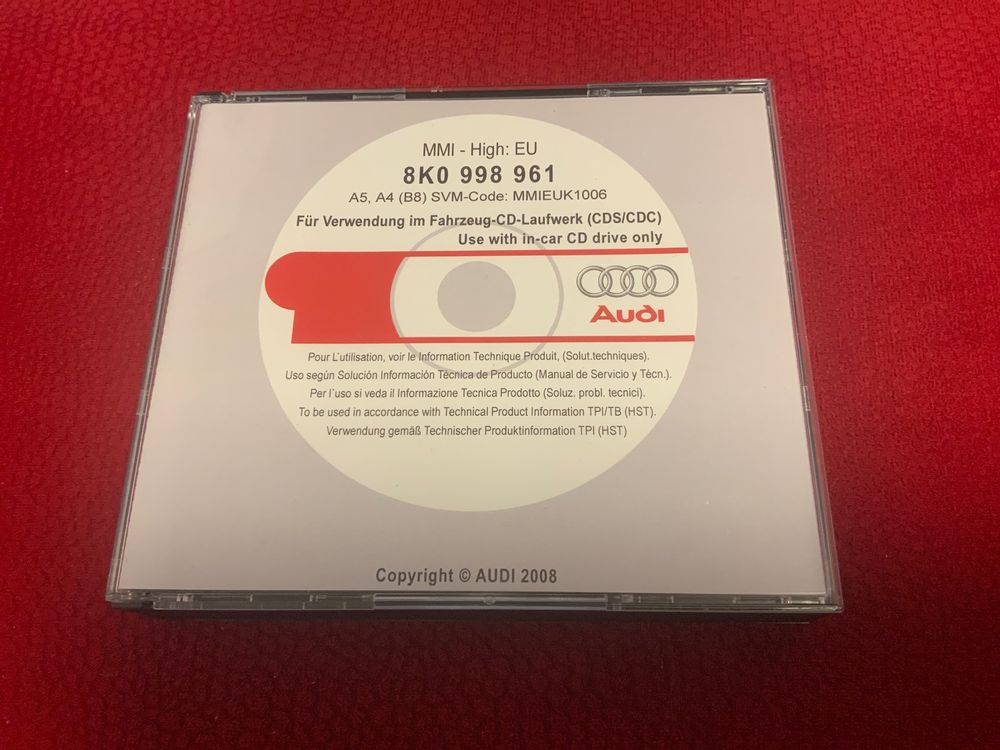 MMI - High: EU
8K0 998 961
A5, A4 (B8) SVM-Code: MMIEUK1006
Für Verwendung im Fahrzeug-CD-Laufwerk (CDS/CDC)
Use with in-car CD drive only
Audi
Pour L`utilisation, voir le Information Technique Produit, (Solut.techniques).
Uso según Solución Información Técnica de Producto (Manual de Servicio y Técn.).
Per l`uso si veda il Informazione Tecnica Prodotto (Soluz. probl. tecnici).
To be used in accordance with Technical Product Information TPI/TB (HST).
Verwendung gemäß Technischer Produktinformation TPI (HST)
Copyright © AUDI 2008